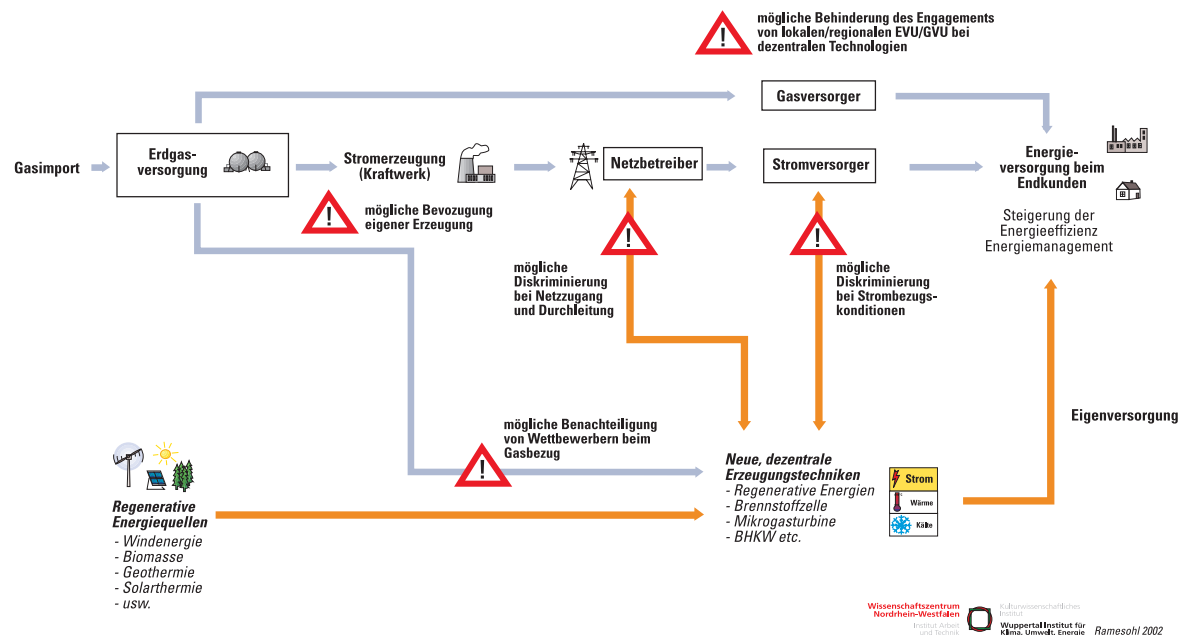 mögliche Behinderung des Engagements
von lokalen/regionalen EVU/GVU bei
dezentralen Technologien
!
Gasversorger
Gasimport
Erdgas-
versorgung
Stromerzeugung
(Kraftwerk)
Netzbetreiber
Stromversorger
Energie-
versorgung beim
Endkunden
Steigerung der
Energieeffizienz
Energiemanagement
!
mögliche Bevozugung
eigener Erzeugung
!
mögliche
Diskriminierung
bei Netzzugang
und Durchleitung
!
mögliche
Diskriminierung
bei Strombezugs-
konditionen
Eigenversorgung
!
mögliche Benachteiligung
von Wettbewerbern beim
Gasbezug
Regenerative
Energiequellen
- Windenergie
- Biomasse
- Geothermie
- Solarthermie
- usw.
Neue, dezentrale
Erzeugungstechniken
- Regenerative Energien
- Brennstoffzelle
- Mikrogasturbine
- BHKW etc.
Strom
Wärme
Kälte
Wissenschaftszentrum
Nordrhein-Westfalen
Institut Arbeit
und Technik
Kulturwissenschaftliches
Institut
Wuppertal Institut für
Klima, Umwelt, Energie
Ramesohl 2002